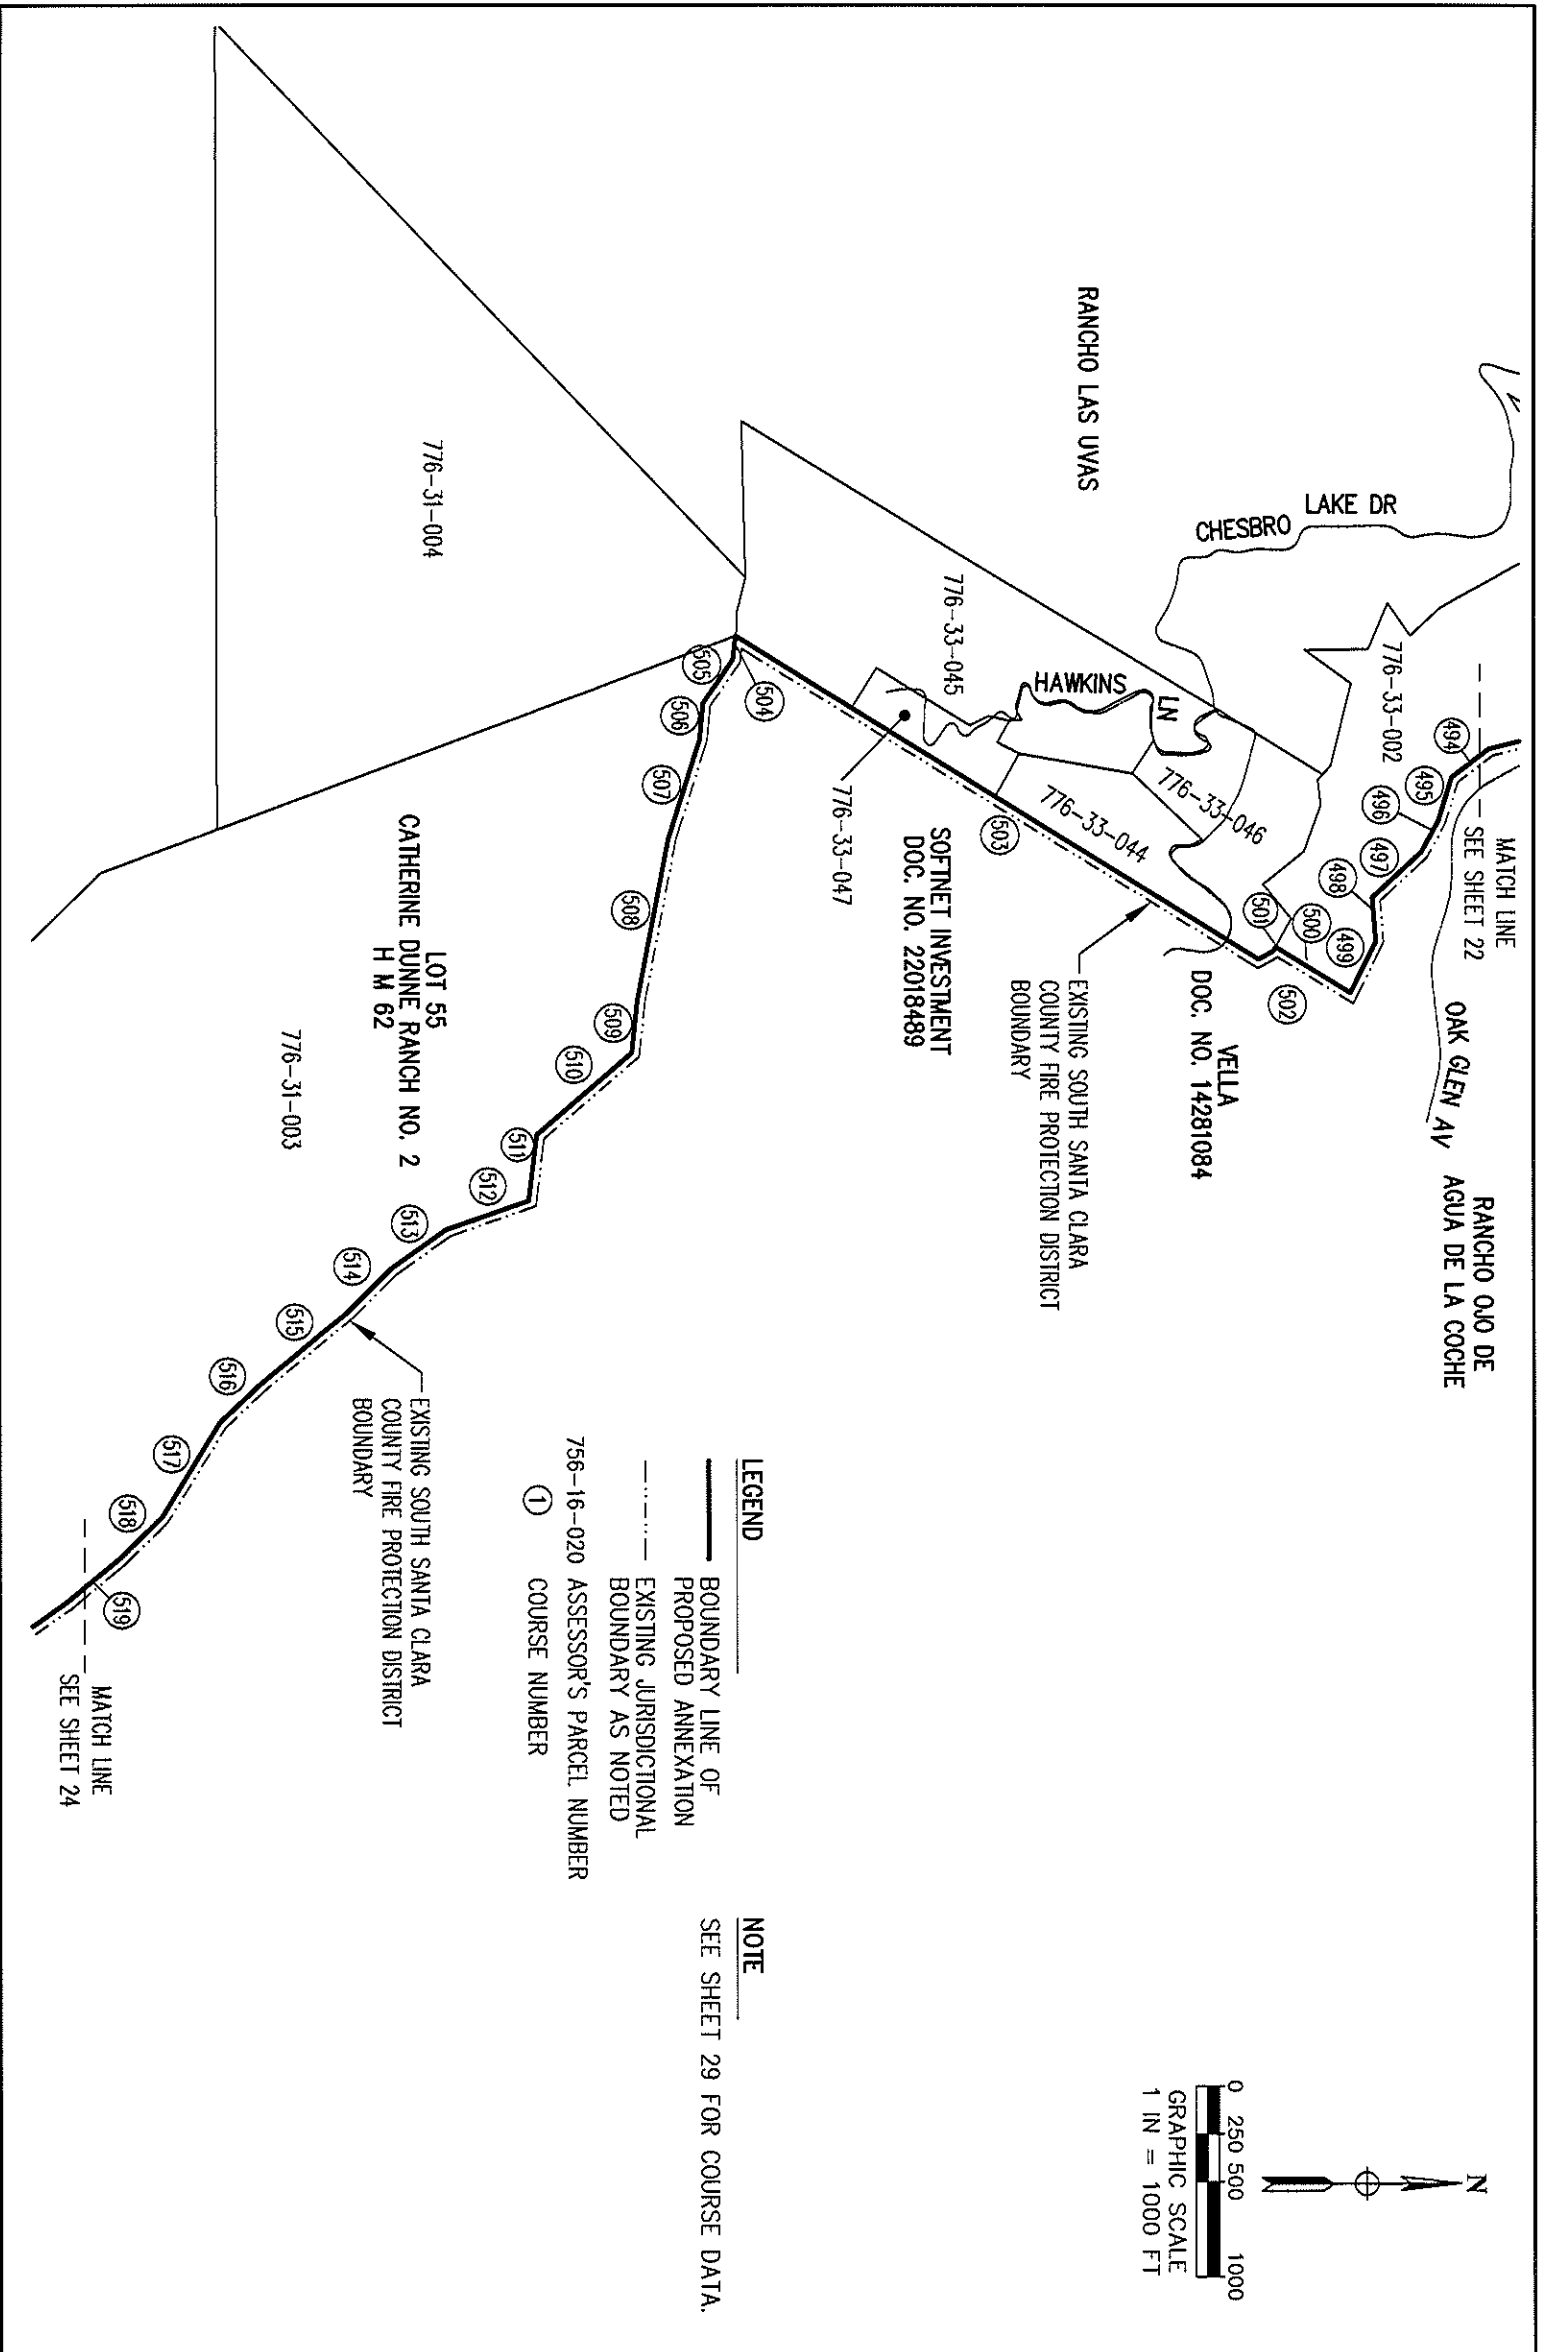 MATCH LINE
SEE SHEET 22
494
495
496
497
498
499
500
501
502
503
504
505
506
507
508
509
510
511
512
513
514
515
516
517
518
519
OAK GLEN AV
RANCHO OJO DE
AGUA DE LA COCHE
776-33-002
LAKE DR
CHESBRO
RANCHO LAS UVAS
HAWKINS
LN
776-33-045
776-33-046
776-33-044
776-33-047
VELLA
DOC. NO. 14281084
EXISTING SOUTH SANTA CLARA
COUNTY FIRE PROTECTION DISTRICT
BOUNDARY
SOFTNET INVESTMENT
DOC. NO. 22018489
776-31-004
LOT 55
CATHERINE DUNNE RANCH NO. 2
H M 62
776-31-003
EXISTING SOUTH SANTA CLARA
COUNTY FIRE PROTECTION DISTRICT
BOUNDARY
MATCH LINE
SEE SHEET 24
LEGEND
BOUNDARY LINE OF
PROPOSED ANNEXATION
EXISTING JURISDICTIONAL
BOUNDARY AS NOTED
756-16-020 ASSESSOR'S PARCEL NUMBER
1 COURSE NUMBER
NOTE
SEE SHEET 29 FOR COURSE DATA.
N
0 250 500 1000
GRAPHIC SCALE
1 IN = 1000 FT